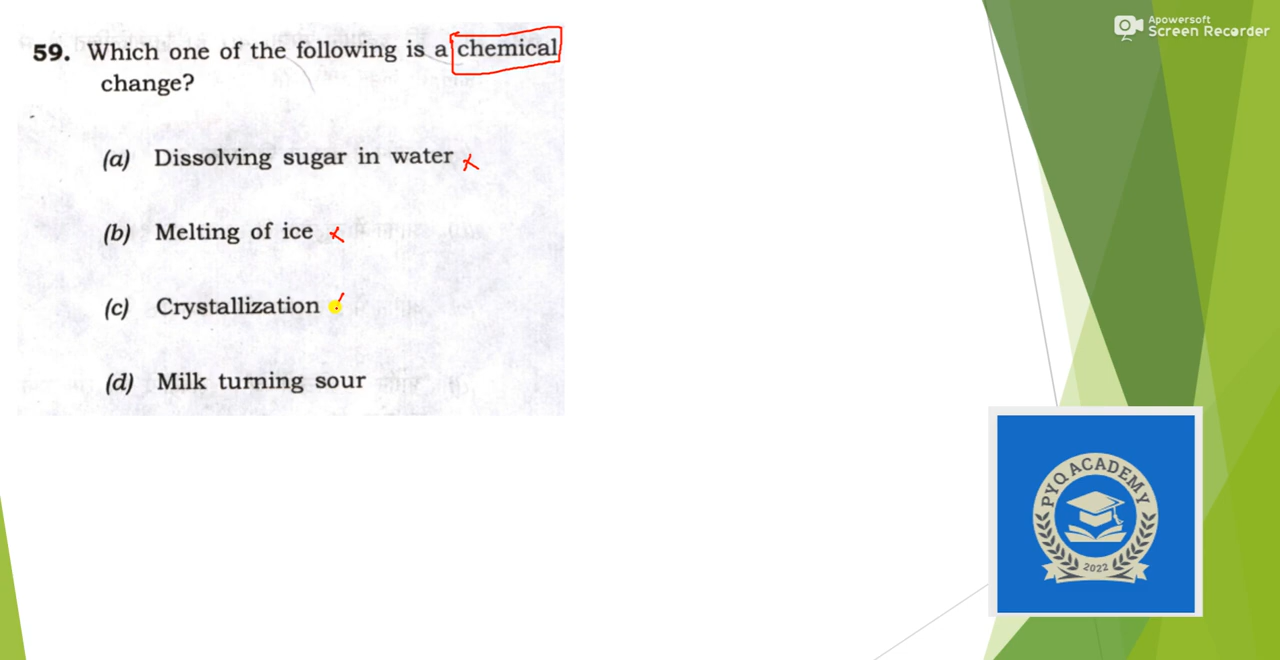 Apowersoft
Screen Recorder
59. Which one of the following is a chemical
change?
(a) Dissolving sugar in water
(b) Melting of ice
(c) Crystallization
(d) Milk turning sour
PYQ ACADEMY
2022